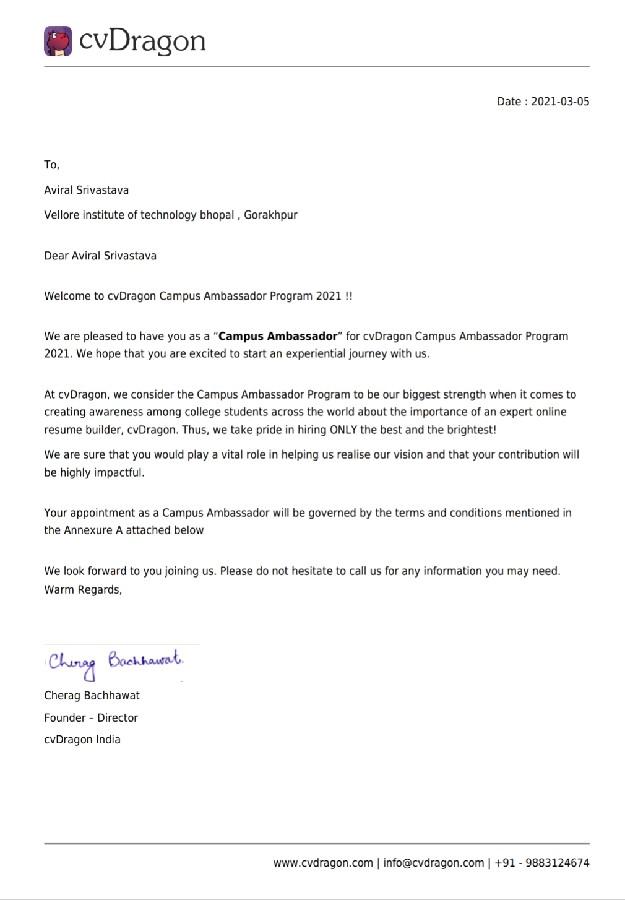 cvDragon
Date : 2021-03-05
To,
Aviral Srivastava
Vellore institute of technology bhopal , Gorakhpur
Dear Aviral Srivastava
Welcome to cvDragon Campus Ambassador Program 2021 !!
We are pleased to have you as a “Campus Ambassador” for cvDragon Campus Ambassador Program
2021. We hope that you are excited to start an experiential journey with us.
At cvDragon, we consider the Campus Ambassador Program to be our biggest strength when it comes to
creating awareness among college students across the world about the importance of an expert online
resume builder, cvDragon. Thus, we take pride in hiring ONLY the best and the brightest!
We are sure that you would play a vital role in helping us realise our vision and that your contribution will
be highly impactful.
Your appointment as a Campus Ambassador will be governed by the terms and conditions mentioned in
the Annexure A attached below
We look forward to you joining us. Please do not hesitate to call us for any information you may need.
Warm Regards,
Cherag Bachhawat.
Cherag Bachhawat
Founder – Director
cvDragon India
www.cvdragon.com | info@cvdragon.com | +91 - 9883124674